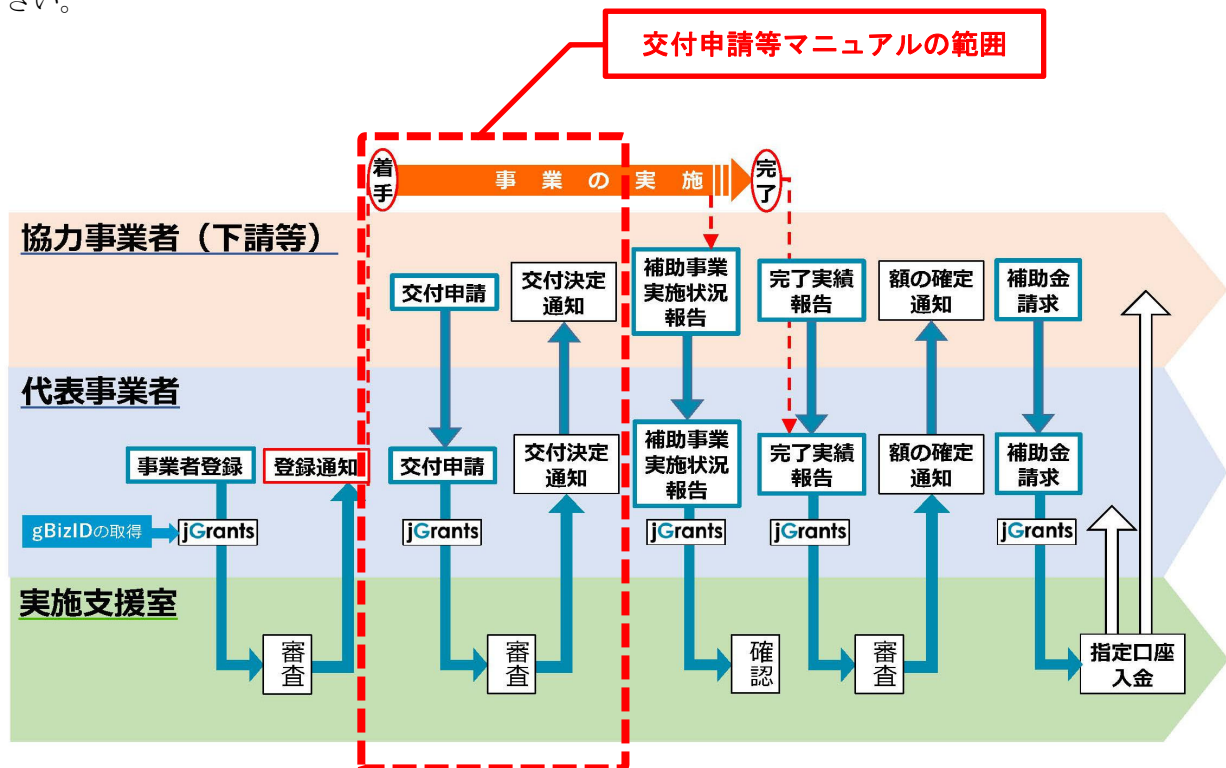 さい。
交付申請等マニュアルの範囲
着手
事業の実施
完了
協力事業者（下請等）
交付申請
交付決定
通知
補助事業
実施状況
報告
完了実績
報告
額の確定
通知
補助金
請求
代表事業者
事業者登録
登録通知
交付申請
交付決定
通知
補助事業
実施状況
報告
完了実績
報告
額の確定
通知
補助金
請求
gBizIDの取得
jGrants
jGrants
jGrants
jGrants
jGrants
実施支援室
審査
審査
確認
審査
指定口座
入金